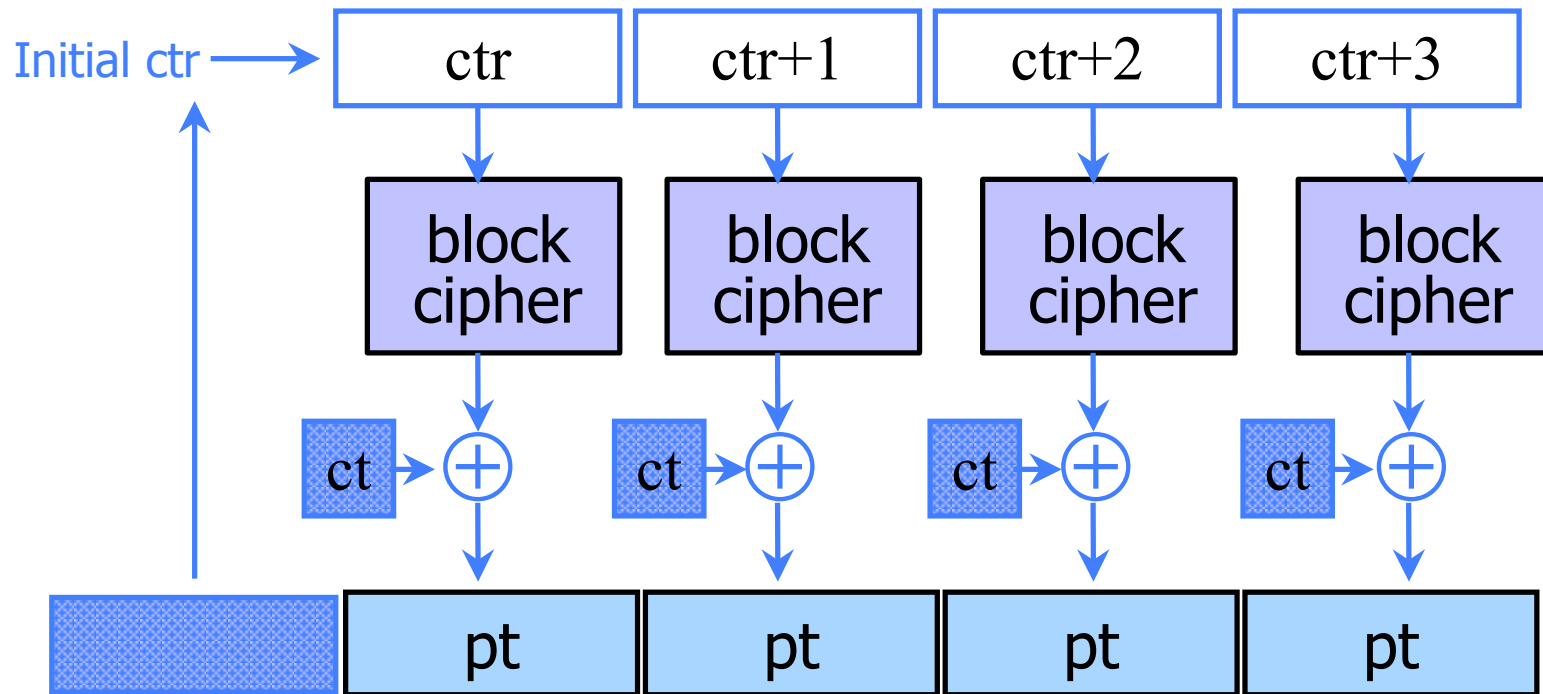 Initial ctr
ctr
ctr+1
ctr+2
ctr+3
block
cipher
block
cipher
block
cipher
block
cipher
ct
ct
ct
ct
pt
pt
pt
pt